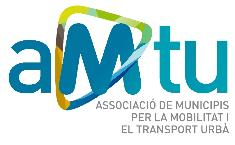 aMtu
ASSOCIACIÓ DE MUNICIPIS
PER LA MOBILITAT I
EL TRANSPORT URBÀ